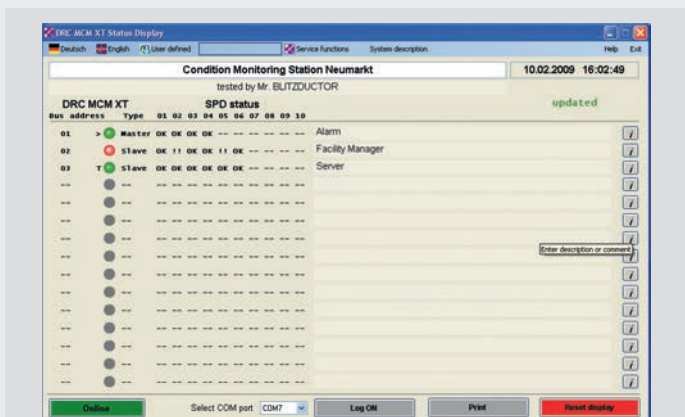 DRC MCM XT Status Display
Deutsch English User defined Service functions System description Help Exit
Condition Monitoring Station Neumarkt 10.02.2009 16:02:49
tested by Mr. BLITZDUCTOR
DRC MCM XT SPD status updated
Bus address Type 01 02 03 04 05 06 07 08 09 10
01 > Master OK OK OK OK -- -- -- -- -- -- Alarm i
02 Slave OK !! OK OK !! OK -- -- -- -- Facility Manager i
03 T Slave OK OK OK OK OK OK -- -- -- -- Server i
-- -- -- -- -- -- -- -- -- -- -- -- i
-- -- -- -- -- -- -- -- -- -- -- -- i
-- -- -- -- -- -- -- -- -- -- -- -- i
-- -- -- -- -- -- -- -- -- -- -- -- i
Enter description or comment
-- -- -- -- -- -- -- -- -- -- -- -- i
-- -- -- -- -- -- -- -- -- -- -- -- i
-- -- -- -- -- -- -- -- -- -- -- -- i
-- -- -- -- -- -- -- -- -- -- -- -- i
-- -- -- -- -- -- -- -- -- -- -- -- i
-- -- -- -- -- -- -- -- -- -- -- -- i
-- -- -- -- -- -- -- -- -- -- -- -- i
-- -- -- -- -- -- -- -- -- -- -- -- i
Online Select COM port COM7 Log ON Print Reset display